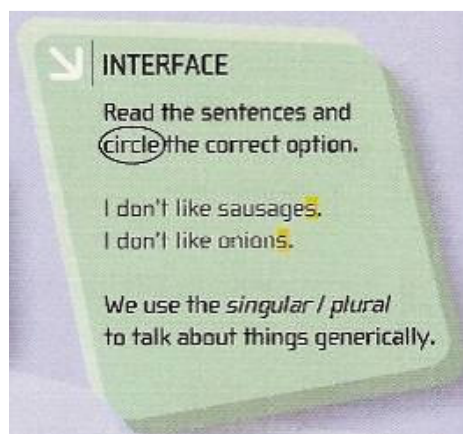 INTERFACE
Read the sentences and
circle the correct option.
I don't like sausages.
I don't like onions.
We use the singular / plural
to talk about things generically.